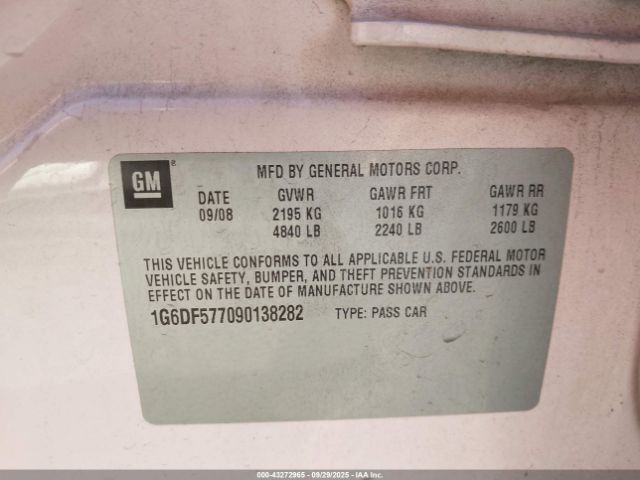 GM®
MFD BY GENERAL MOTORS CORP.
DATE GVWR GAWR FRT GAWR RR
09/08 2195 KG 1016 KG 1179 KG
4840 LB 2240 LB 2600 LB
THIS VEHICLE CONFORMS TO ALL APPLICABLE U.S. FEDERAL MOTOR
VEHICLE SAFETY, BUMPER, AND THEFT PREVENTION STANDARDS IN
EFFECT ON THE DATE OF MANUFACTURE SHOWN ABOVE.
1G6DF577090138282 TYPE: PASS CAR
000-43272965 - 09/29/2025 - IAA Inc.